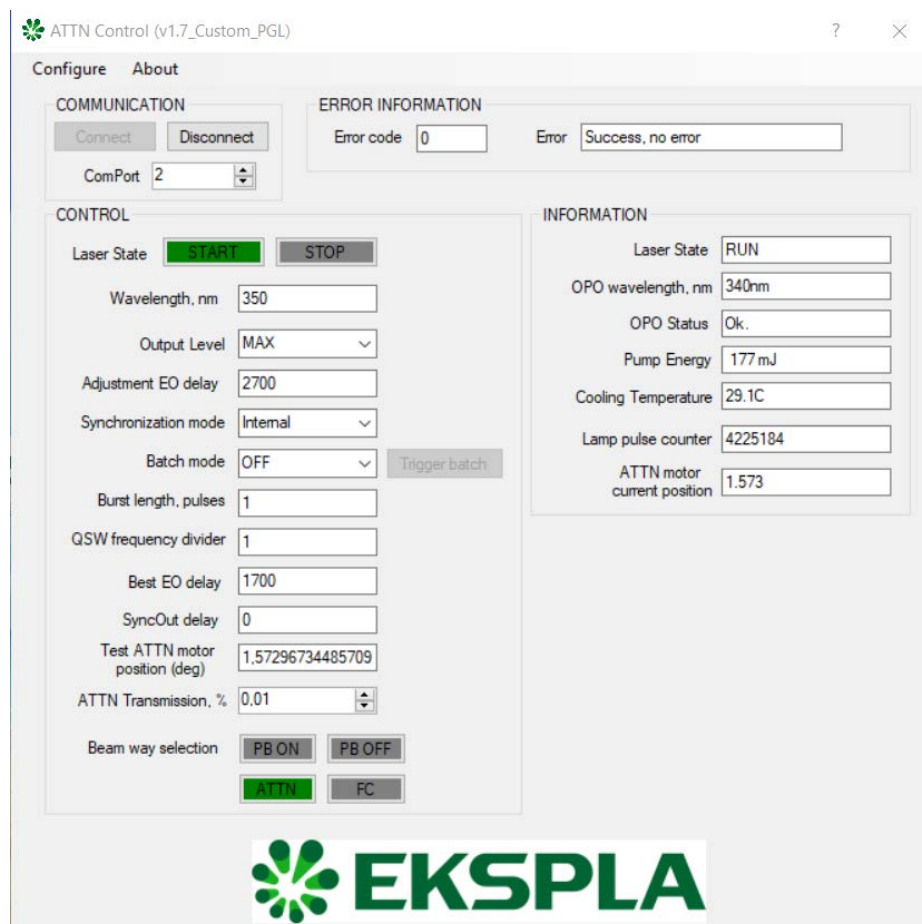 ATTN Control (v1.7_Custom_PGL) ?
Configure About
COMMUNICATION
Connect Disconnect
ComPort 2
ERROR INFORMATION
Error code 0 Error Success, no error
CONTROL
Laser State START STOP
Wavelength, nm 350
Output Level MAX
Adjustment EO delay 2700
Synchronization mode Internal
Batch mode OFF Trigger batch
Burst length, pulses 1
QSW frequency divider 1
Best EO delay 1700
SyncOut delay 0
Test ATTN motor
position (deg) 1,57296734485709
ATTN Transmission, % 0,01
Beam way selection PB ON PB OFF
ATTN FC
INFORMATION
Laser State RUN
OPO wavelength, nm 340nm
OPO Status Ok.
Pump Energy 177 mJ
Cooling Temperature 29.1C
Lamp pulse counter 4225184
ATTN motor
current position 1.573
EKSPLA